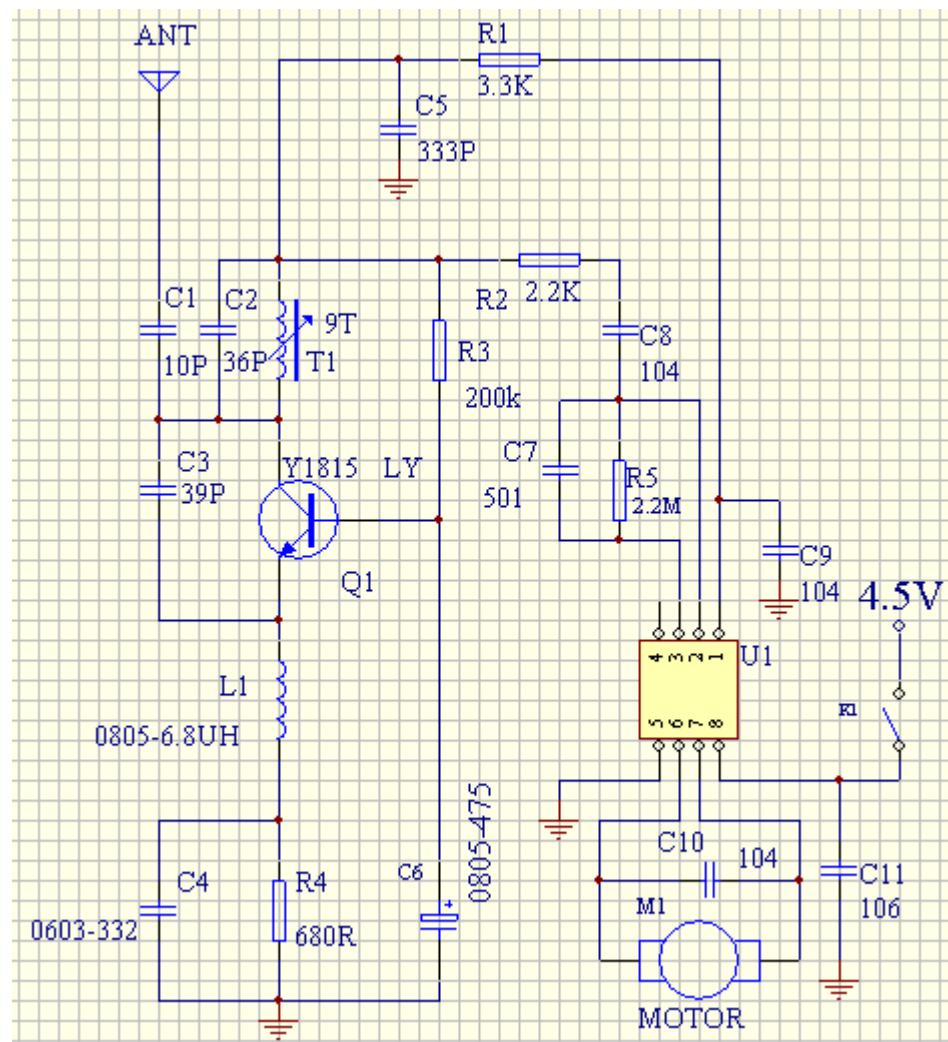 ANT
R1
3.3K
C5
333P
C1
10P
C2
36P
9T
T1
R2
2.2K
R3
200k
C8
104
C3
39P
Y1815
LY
Q1
C7
501
R5
2.2M
C9
104
4.5V
4 3 2 1
U1
5 6 7 8
K1
L1
0805-6.8UH
C4
0603-332
R4
680R
C6
+
0805-475
C10
104
M1
MOTOR
C11
106